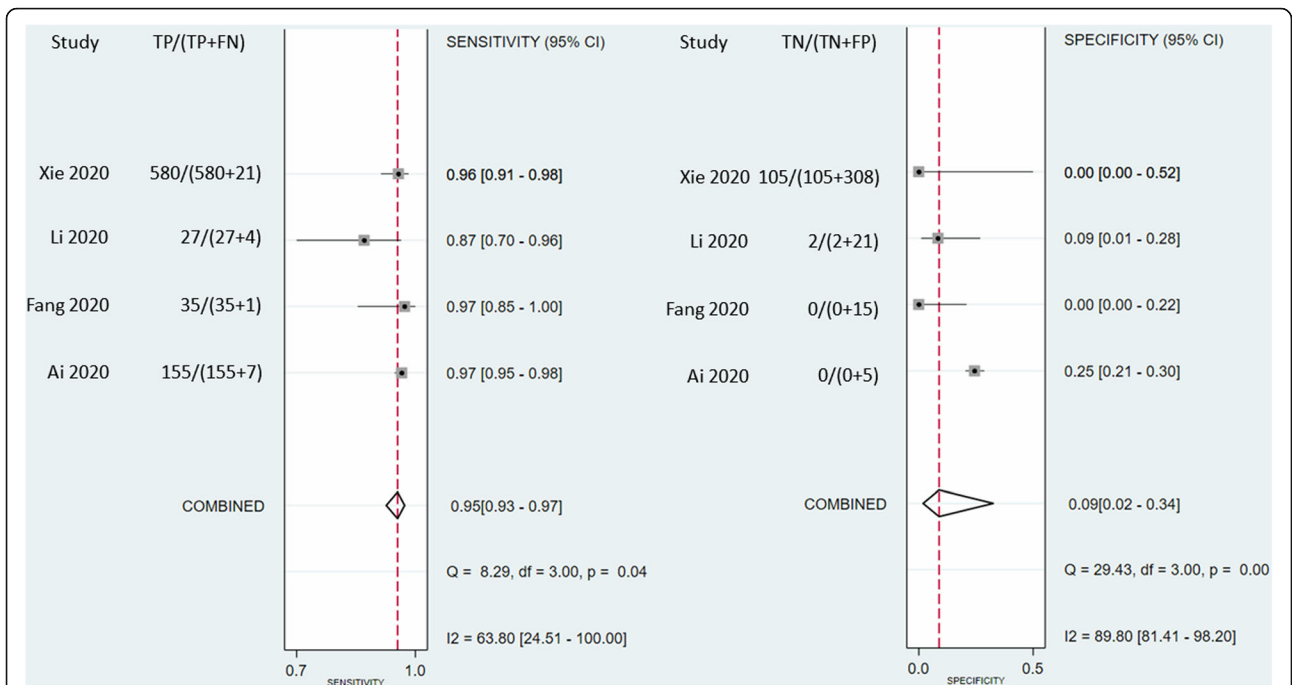 Study TP/(TP+FN) SENSITIVITY (95% CI) Study TN/(TN+FP) SPECIFICITY (95% CI)
Xie 2020 580/(580+21) 0.96 [0.91 - 0.98] Xie 2020 105/(105+308) 0.00 [0.00 - 0.52]
Li 2020 27/(27+4) 0.87 [0.70 - 0.96] Li 2020 2/(2+21) 0.09 [0.01 - 0.28]
Fang 2020 35/(35+1) 0.97 [0.85 - 1.00] Fang 2020 0/(0+15) 0.00 [0.00 - 0.22]
Ai 2020 155/(155+7) 0.97 [0.95 - 0.98] Ai 2020 0/(0+5) 0.25 [0.21 - 0.30]
COMBINED 0.95[0.93 - 0.97] COMBINED 0.09[0.02 - 0.34]
Q = 8.29, df = 3.00, p = 0.04 Q = 29.43, df = 3.00, p = 0.00
I2 = 63.80 [24.51 - 100.00] I2 = 89.80 [81.41 - 98.20]
0.7 1.0 0.0 0.5
SENSITIVITY SPECIFICITY